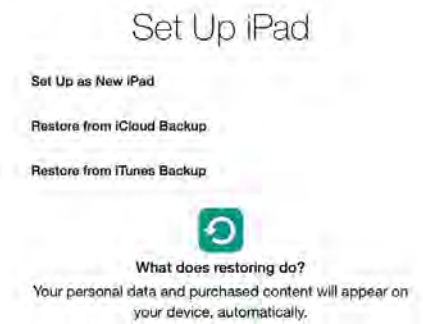 Set Up iPad
Set Up as New iPad
Restore from iCloud Backup
Restore from iTunes Backup
What does restoring do?
Your personal data and purchased content will appear on
your device, automatically.